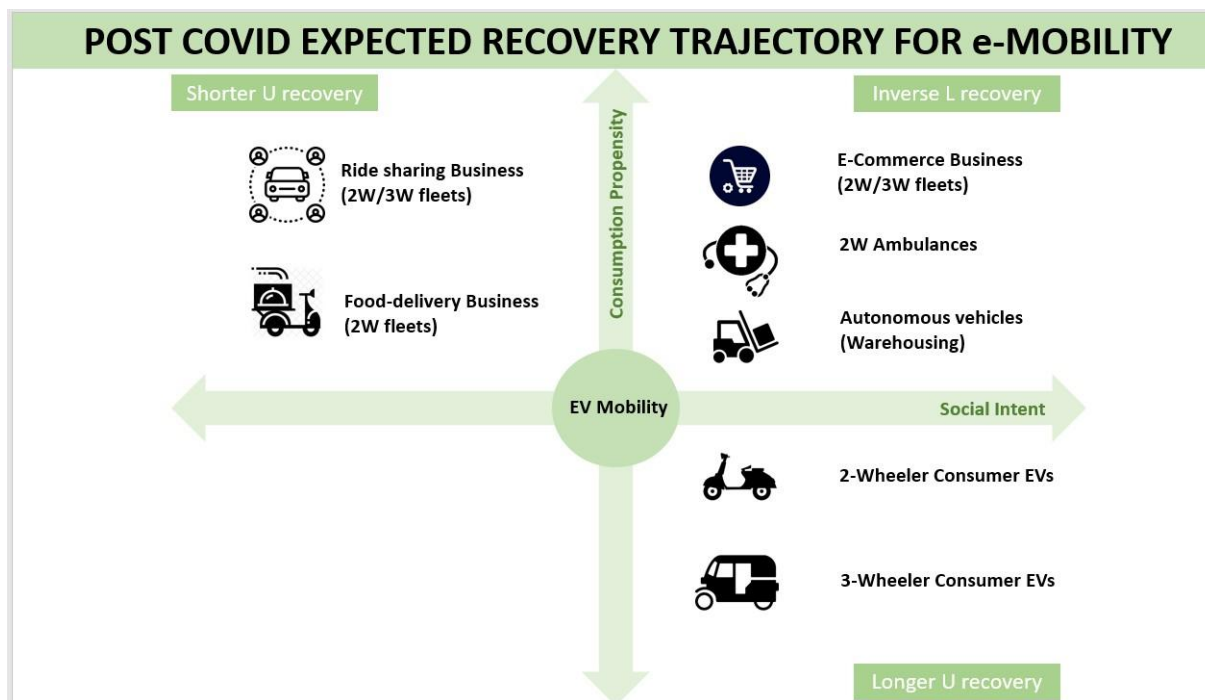 POST COVID EXPECTED RECOVERY TRAJECTORY FOR e-MOBILITY
Shorter U recovery
Inverse L recovery
Consumption Propensity
Ride sharing Business
(2W/3W fleets)
E-Commerce Business
(2W/3W fleets)
2W Ambulances
Food-delivery Business
(2W fleets)
Autonomous vehicles
(Warehousing)
EV Mobility
Social Intent
2-Wheeler Consumer EVs
3-Wheeler Consumer EVs
Longer U recovery